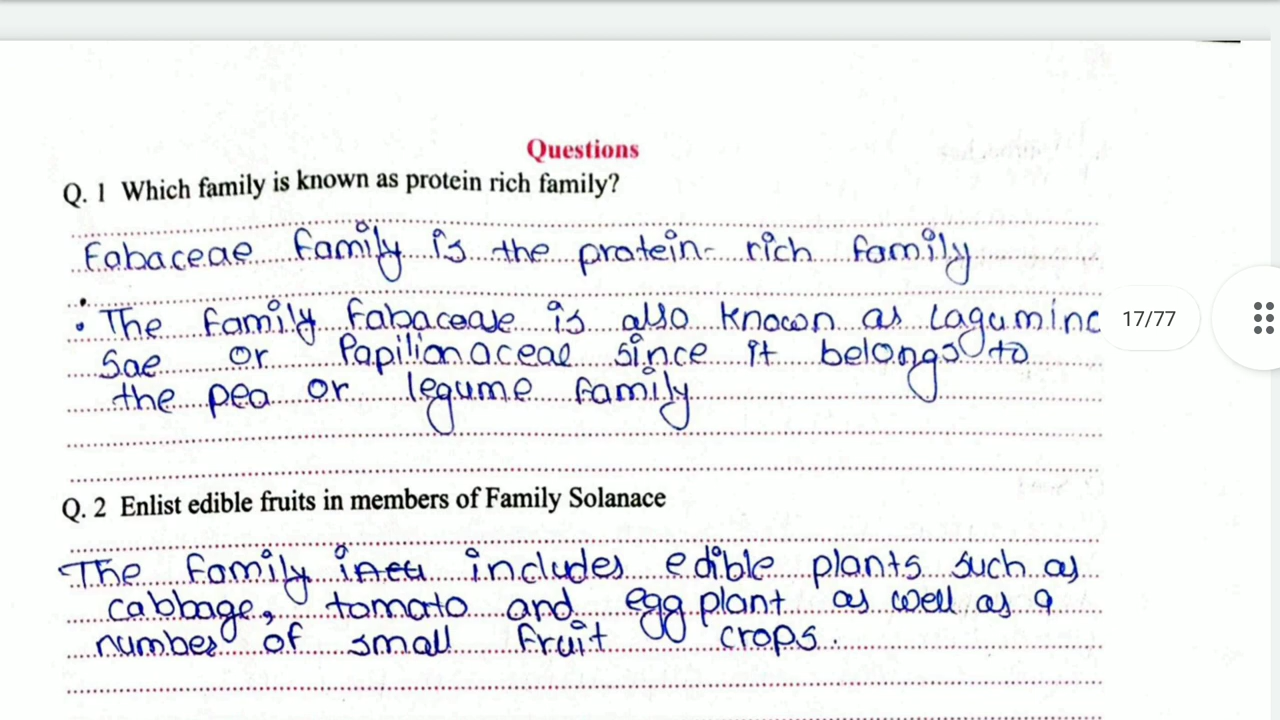 Questions
Q. 1 Which family is known as protein rich family?
Fabaceae family is the protein- rich family
• The family fabaceae is also known as Laguminc
17/77
Sae or Papilionaceae since it belongs to
the pea or legume family
Q. 2 Enlist edible fruits in members of Family Solanace
The family includes edible plants such as
cabbage, tomato and egg plant as well as a
number of small fruit crops.